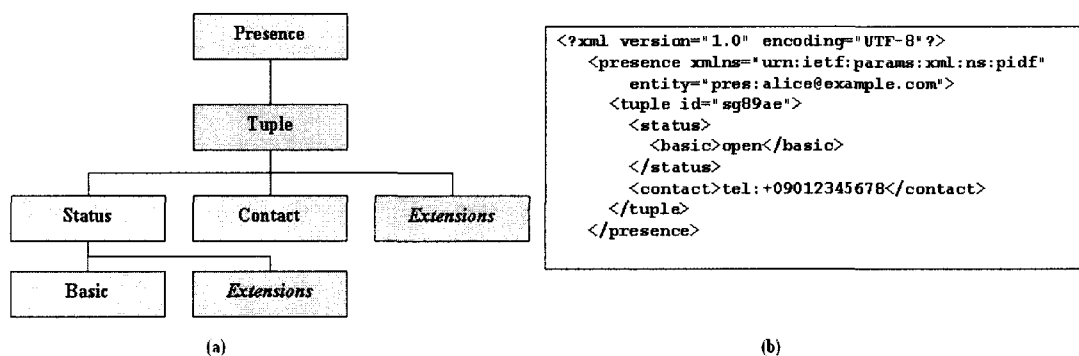 Presence
Tuple
Status
Contact
Extensions
Basic
Extensions
(a)
<?xml version="1.0" encoding="UTF-8"?>
<presence xmlns="urn:ietf:params:xml:ns:pidf"
entity="pres:alice@example.com">
<tuple id="sg89ae">
<status>
<basic>open</basic>
</status>
<contact>tel:+09012345678</contact>
</tuple>
</presence>
(b)